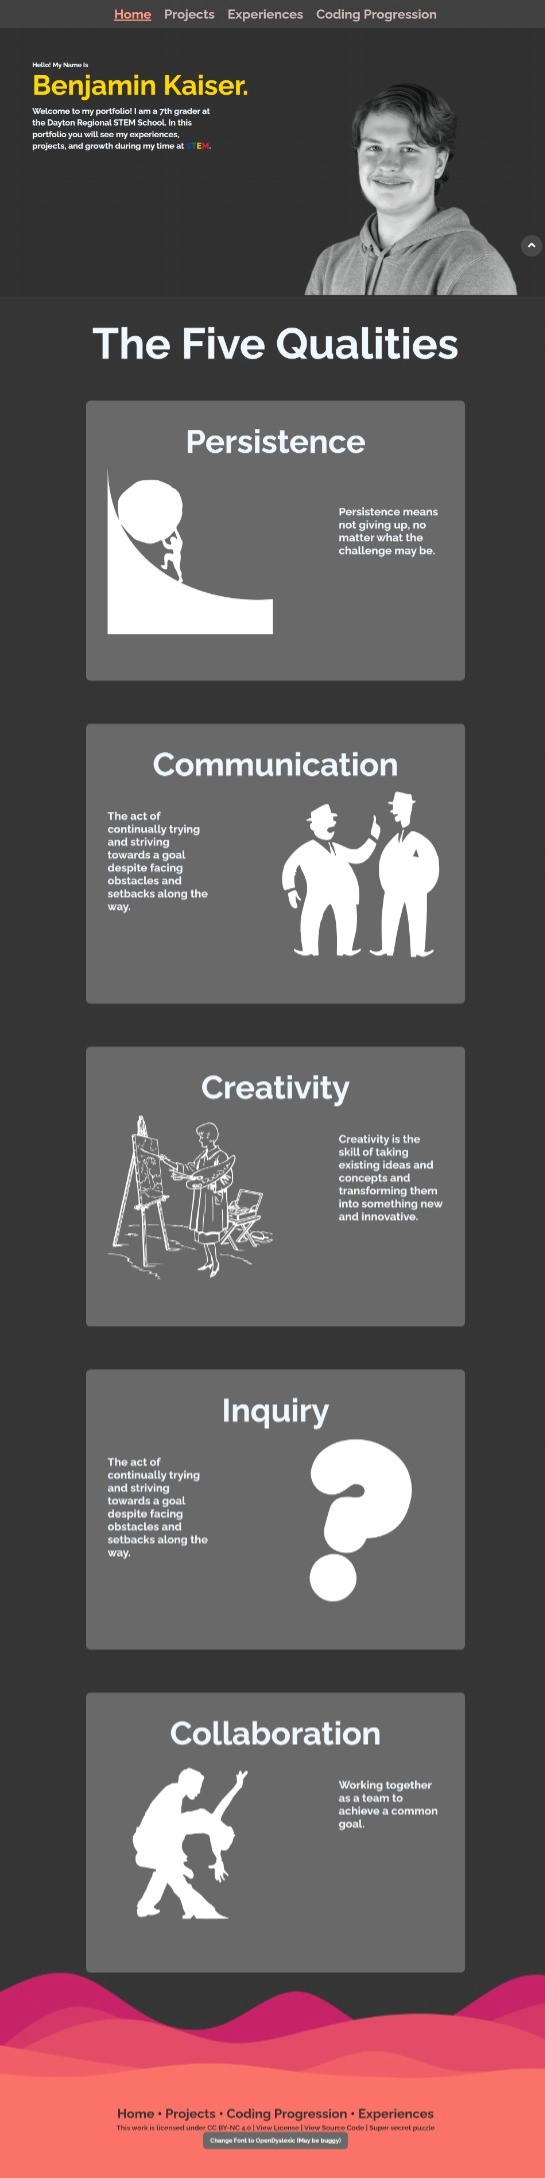 Home Projects Experiences Coding Progression
Hello! My Name Is
Benjamin Kaiser.
Welcome to my portfolio! I am a 7th grader at
the Dayton Regional STEM School. In this
portfolio you will see my experiences,
projects, and growth during my time at STEM.
The Five Qualities
Persistence
Persistence means
not giving up, no
matter what the
challenge may be.
Communication
The act of
continually trying
and striving
towards a goal
despite facing
obstacles and
setbacks along the
way.
Creativity
Creativity is the
skill of taking
existing ideas and
concepts and
transforming them
into something new
and innovative.
Inquiry
The act of
continually trying
and striving
towards a goal
despite facing
obstacles and
setbacks along the
way.
Collaboration
Working together
as a team to
achieve a common
goal.
Home • Projects • Coding Progression • Experiences
This work is licensed under CC BY-NC 4.0 | View License | View Source Code | Super secret puzzle
Change Font to OpenDyslexic (May be buggy)